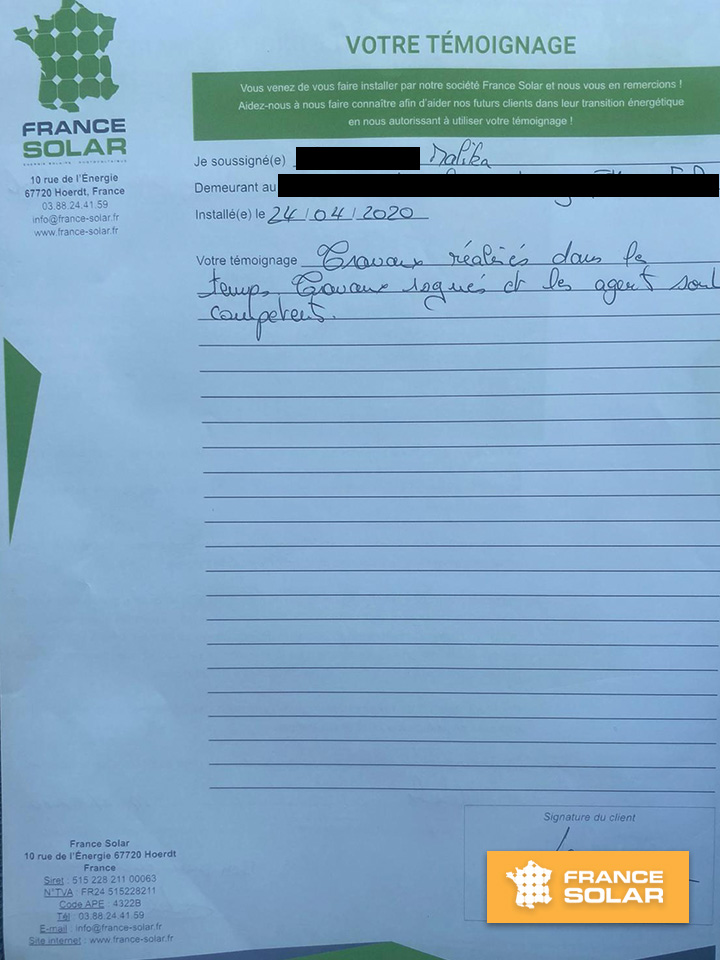 VOTRE TÉMOIGNAGE
Vous venez de vous faire installer par notre société France Solar et nous vous en remercions !
Aidez-nous à nous faire connaître afin d'aider nos futurs clients dans leur transition énergétique
en nous autorisant à utiliser votre témoignage !
FRANCE
SOLAR
10 rue de l'Énergie
67720 Hoerdt, France
03.88.24.41.59
info@france-solar.fr
www.france-solar.fr
Je soussigné(e) Malika
Demeurant au
Installé(e) le 24/04/2020
Votre témoignage Travaux réalisés dans le
temps. Travaux sognés et les agent sont
compétent.
Signature du client
France Solar
10 rue de l'Énergie 67720 Hoerdt
France
Siret : 515 228 211 00063
N°TVA : FR24 515228211
Code APE : 4322B
Tél : 03.88.24.41.59
E-mail : info@france-solar.fr
Site internet : www.france-solar.fr
FRANCE
SOLAR